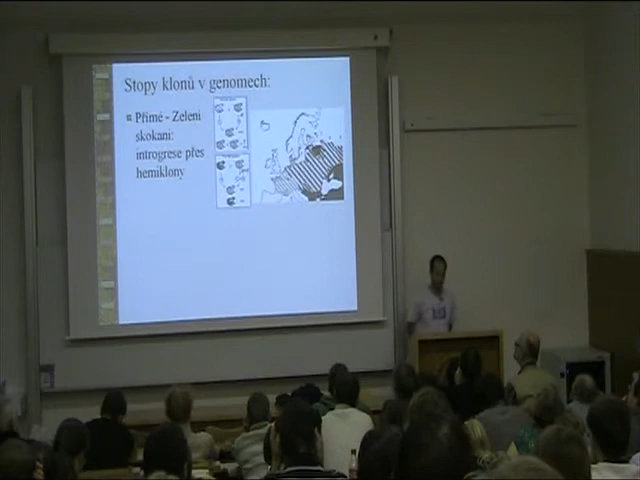 Stopy klonů v genomech:
Přímé - Zelení
skokani:
introgrese přes
hemiklony